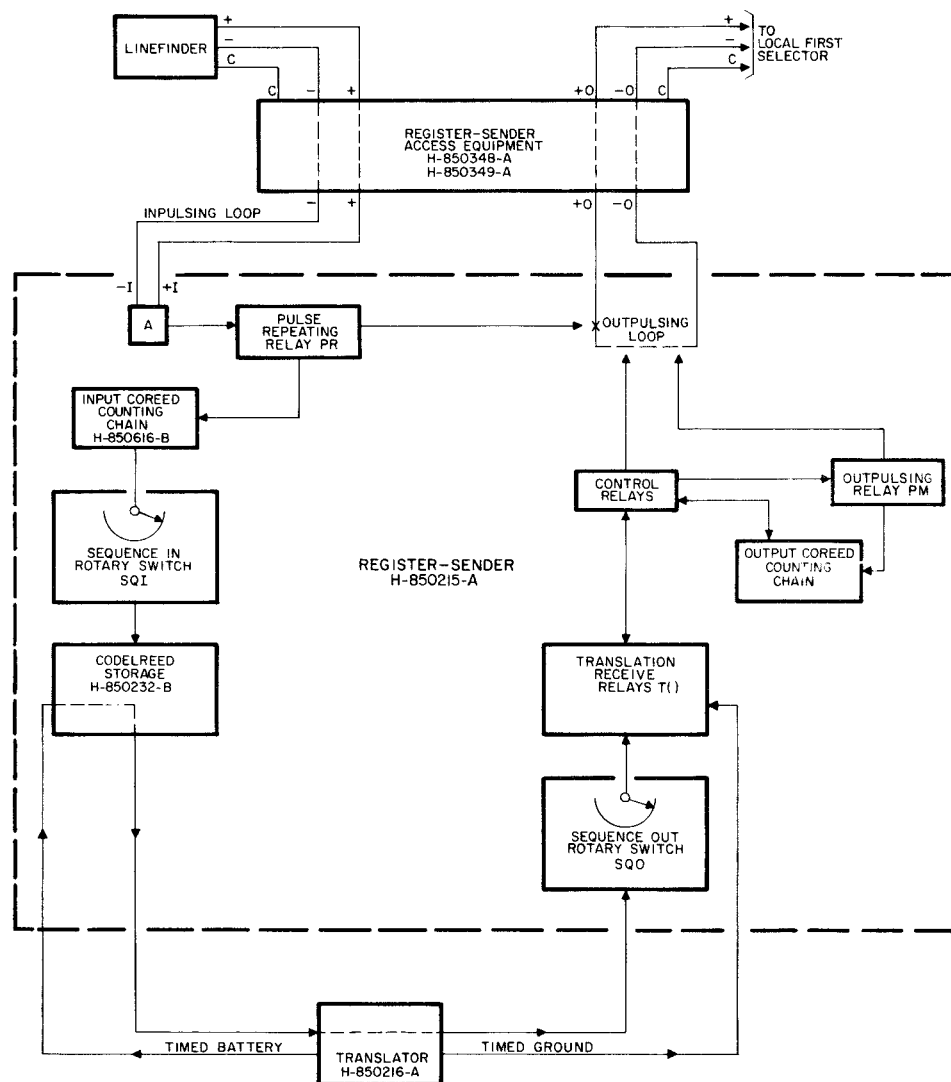 LINEFINDER
+
-
C
+
-
C
TO
LOCAL FIRST
SELECTOR
C
-
+
+O
-O
C
REGISTER-SENDER
ACCESS EQUIPMENT
H-850348-A
H-850349-A
INPULSING LOOP
-
+
+O
-O
-I
+I
A
PULSE
REPEATING
RELAY PR
X
OUTPULSING
LOOP
INPUT COREED
COUNTING
CHAIN
H-850616-B
CONTROL
RELAYS
OUTPULSING
RELAY PM
SEQUENCE IN
ROTARY SWITCH
SQI
REGISTER-SENDER
H-850215-A
OUTPUT COREED
COUNTING
CHAIN
CODELREED
STORAGE
H-850232-B
TRANSLATION
RECEIVE
RELAYS T()
SEQUENCE OUT
ROTARY SWITCH
SQO
TIMED BATTERY
TRANSLATOR
H-850216-A
TIMED GROUND